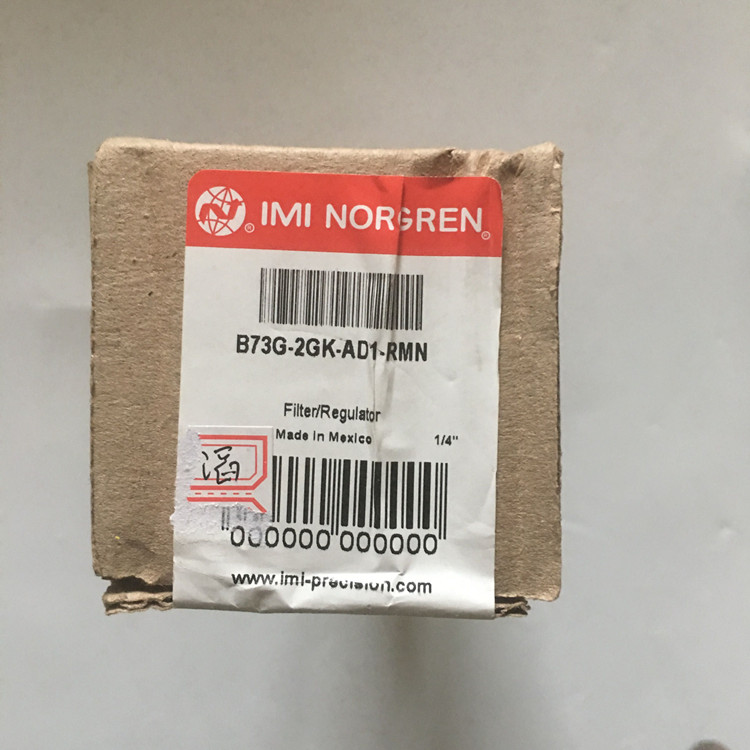 IMI NORGREN
B73G-2GK-AD1-RMN
Filter/Regulator
Made In Mexico 1/4"
000000 000000
www.imi-precision.com